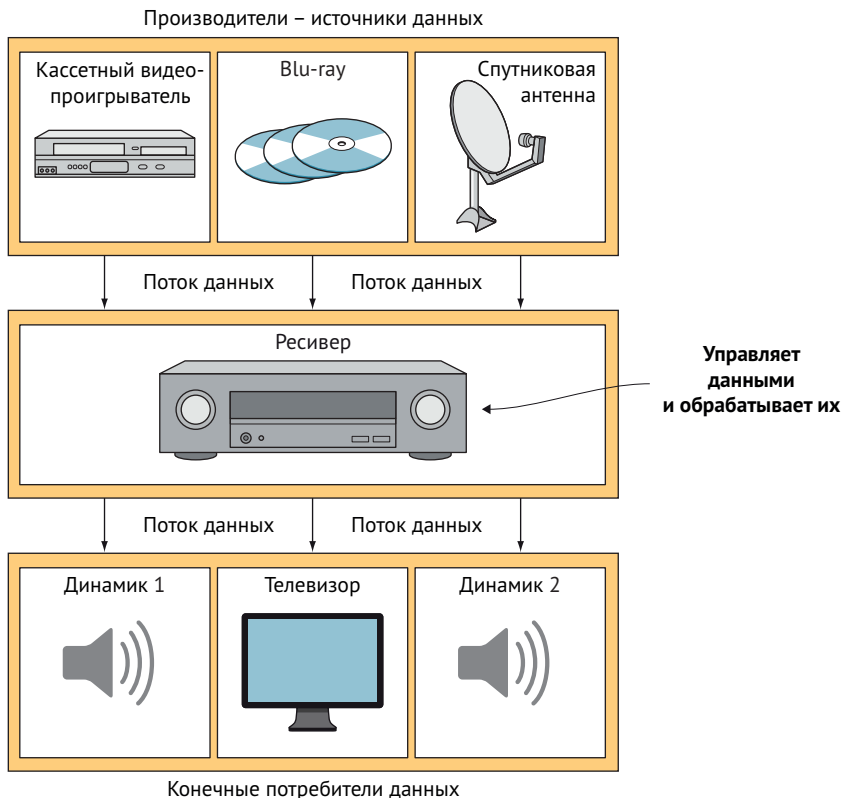 Производители – источники данных
Кассетный видео-
проигрыватель
Blu-ray
Спутниковая
антенна
Поток данных
Поток данных
Ресивер
Управляет
данными
и обрабатывает их
Поток данных
Поток данных
Динамик 1
Телевизор
Динамик 2
Конечные потребители данных